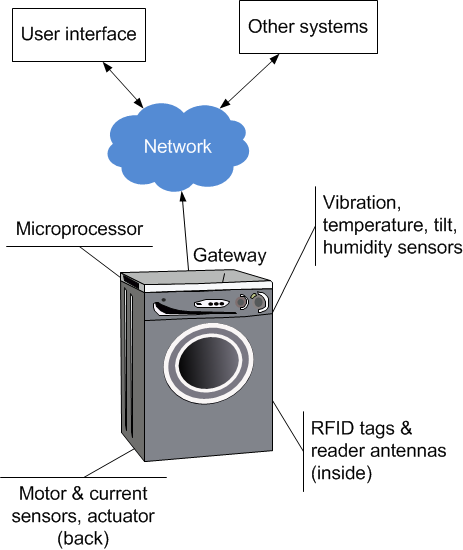 User interface
Other systems
Network
Microprocessor
Vibration,
temperature, tilt,
humidity sensors
Gateway
RFID tags &
reader antennas
(inside)
Motor & current
sensors, actuator
(back)